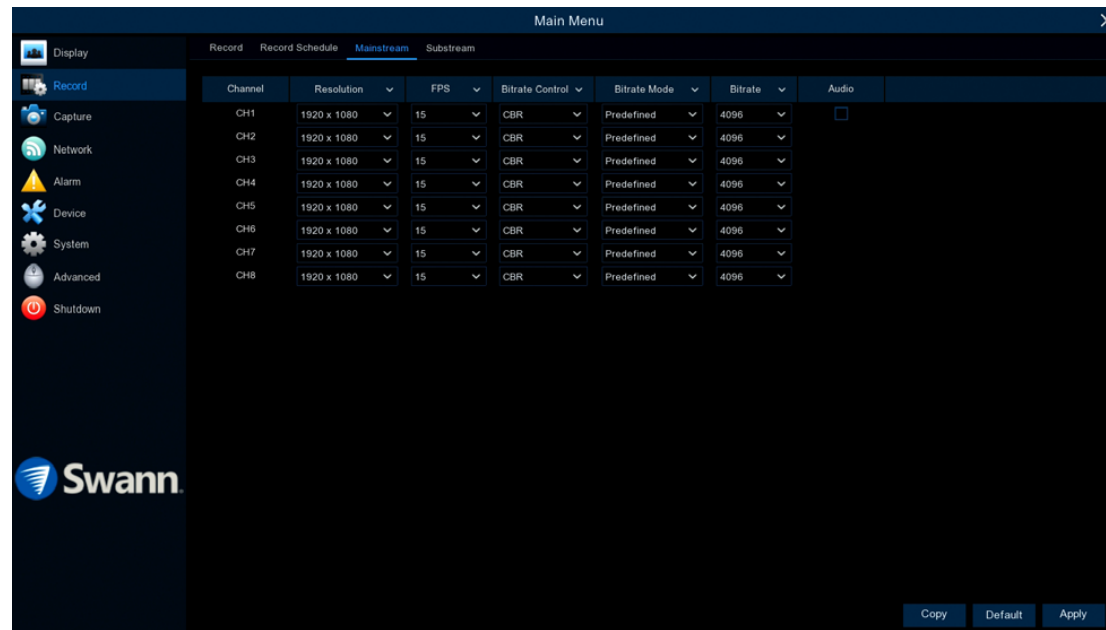 Main Menu
Display
Record
Capture
Network
Alarm
Device
System
Advanced
Shutdown
Swann
Record Record Schedule Mainstream Substream
Channel Resolution FPS Bitrate Control Bitrate Mode Bitrate Audio
CH1 1920 x 1080 15 CBR Predefined 4096
CH2 1920 x 1080 15 CBR Predefined 4096
CH3 1920 x 1080 15 CBR Predefined 4096
CH4 1920 x 1080 15 CBR Predefined 4096
CH5 1920 x 1080 15 CBR Predefined 4096
CH6 1920 x 1080 15 CBR Predefined 4096
CH7 1920 x 1080 15 CBR Predefined 4096
CH8 1920 x 1080 15 CBR Predefined 4096
Copy Default Apply